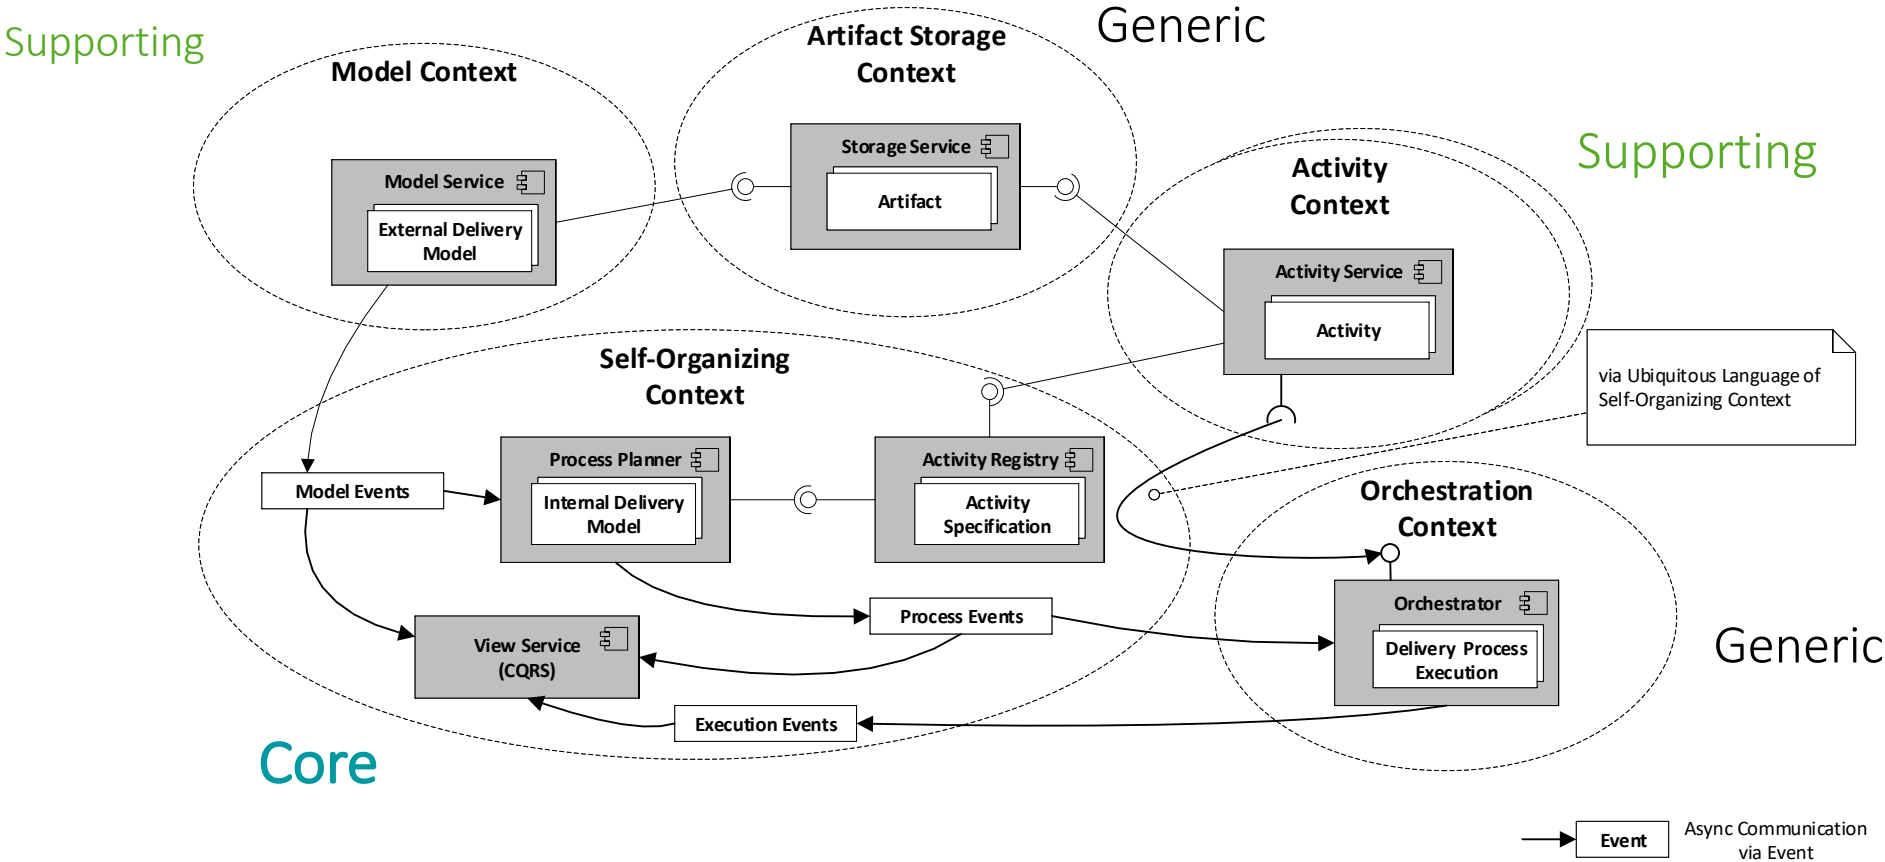 Supporting
Model Context
Artifact Storage
Context
Generic
Storage Service
Artifact
Model Service
External Delivery
Model
Supporting
Activity
Context
Activity Service
Activity
via Ubiquitous Language of
Self-Organizing Context
Self-Organizing
Context
Model Events
Process Planner
Internal Delivery
Model
Activity Registry
Activity
Specification
Orchestration
Context
Orchestrator
Delivery Process
Execution
Process Events
View Service
(CQRS)
Execution Events
Generic
Core
Event
Async Communication
via Event